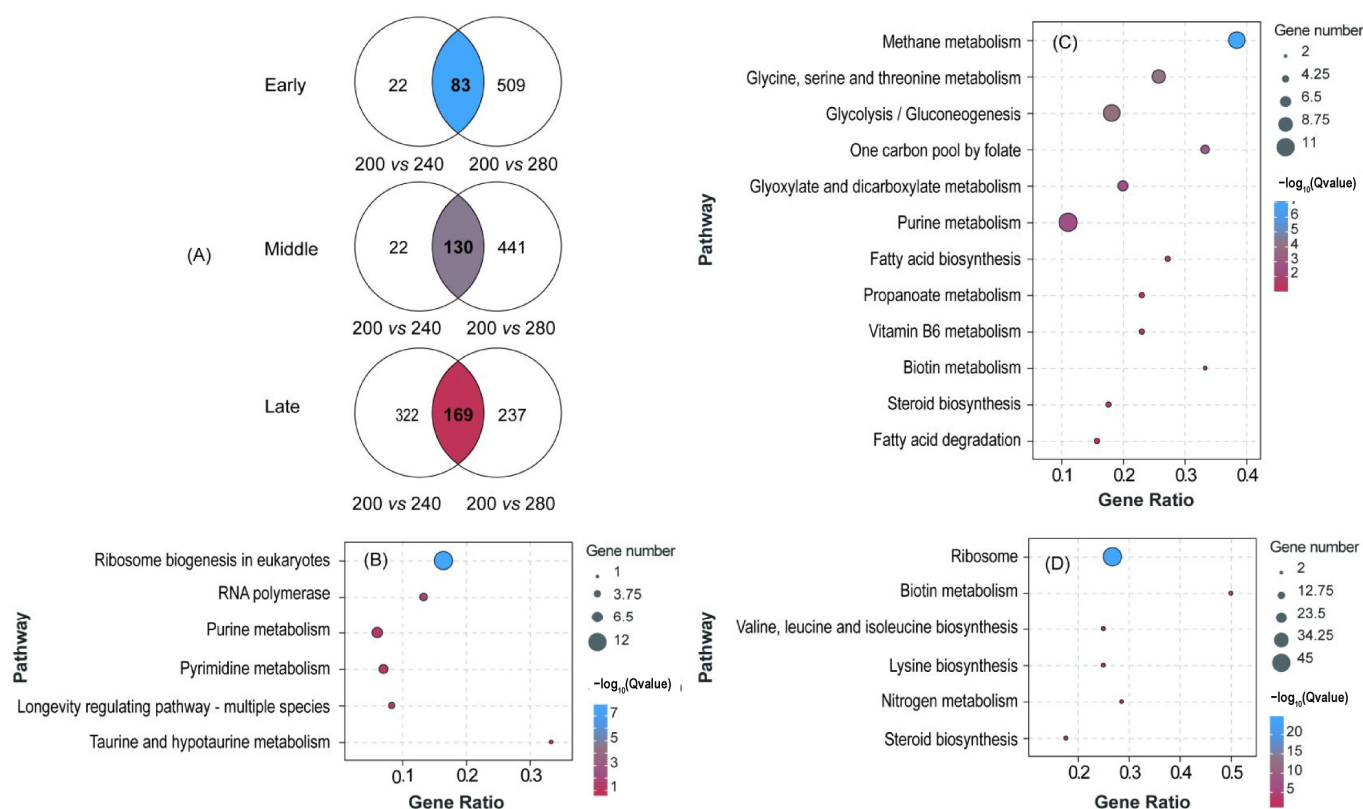 (A)
Early
22
83
509
200 vs 240
200 vs 280
Middle
22
130
441
200 vs 240
200 vs 280
Late
322
169
237
200 vs 240
200 vs 280
(B)
Pathway
Ribosome biogenesis in eukaryotes
RNA polymerase
Purine metabolism
Pyrimidine metabolism
Longevity regulating pathway - multiple species
Taurine and hypotaurine metabolism
0.1
0.2
0.3
Gene Ratio
Gene number
1
3.75
6.5
12
−log10(Qvalue)
7
5
3
1
(C)
Pathway
Methane metabolism
Glycine, serine and threonine metabolism
Glycolysis / Gluconeogenesis
One carbon pool by folate
Glyoxylate and dicarboxylate metabolism
Purine metabolism
Fatty acid biosynthesis
Propanoate metabolism
Vitamin B6 metabolism
Biotin metabolism
Steroid biosynthesis
Fatty acid degradation
0.1
0.2
0.3
0.4
Gene Ratio
Gene number
2
4.25
6.5
8.75
11
−log10(Qvalue)
6
5
4
3
2
(D)
Pathway
Ribosome
Biotin metabolism
Valine, leucine and isoleucine biosynthesis
Lysine biosynthesis
Nitrogen metabolism
Steroid biosynthesis
0.2
0.3
0.4
0.5
Gene Ratio
Gene number
2
12.75
23.5
34.25
45
−log10(Qvalue)
20
15
10
5